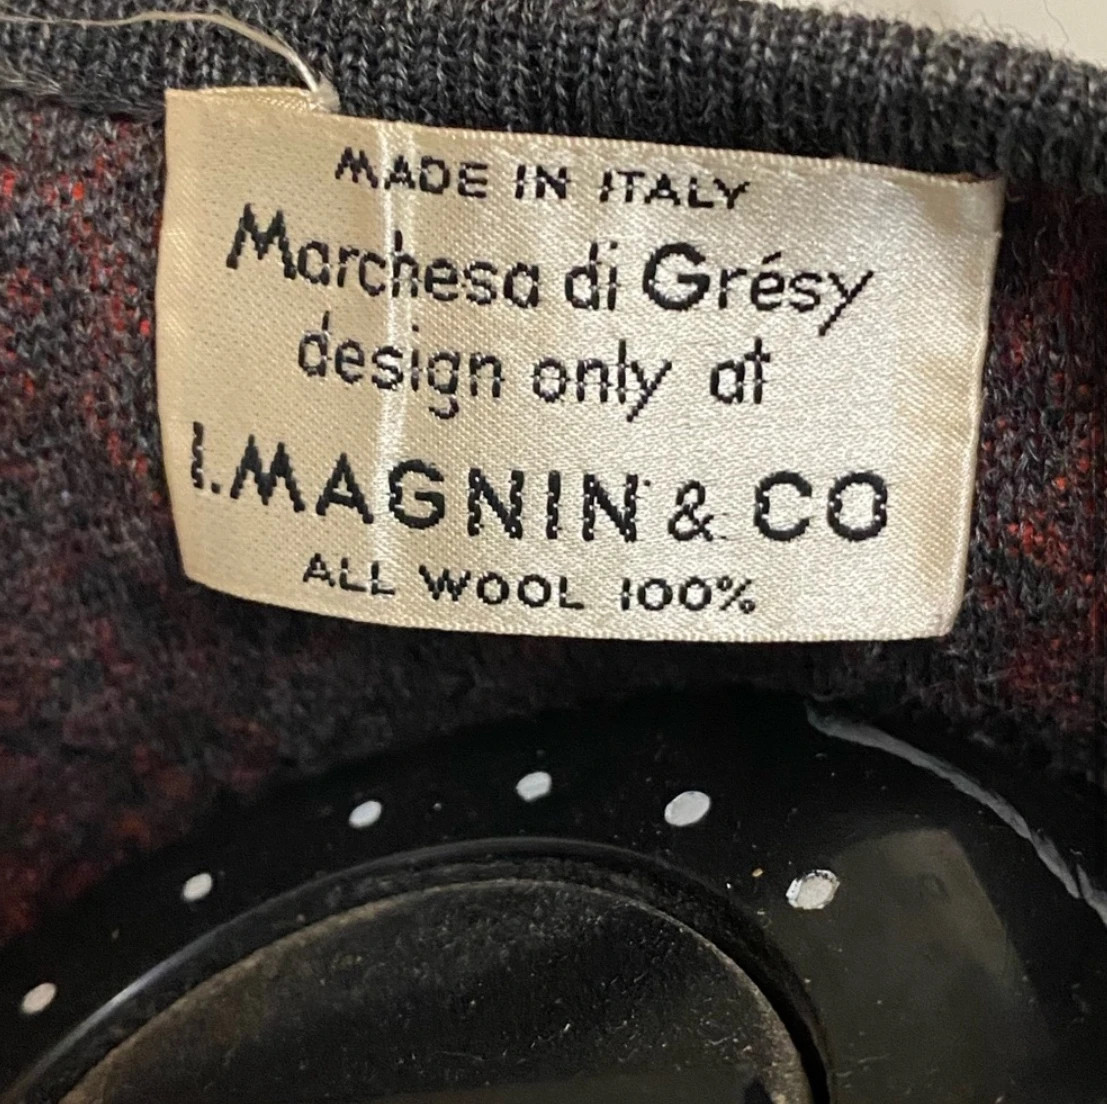 MADE IN ITALY
Marchesa di Grésy
design only at
I. MAGNIN & CO
ALL WOOL 100%